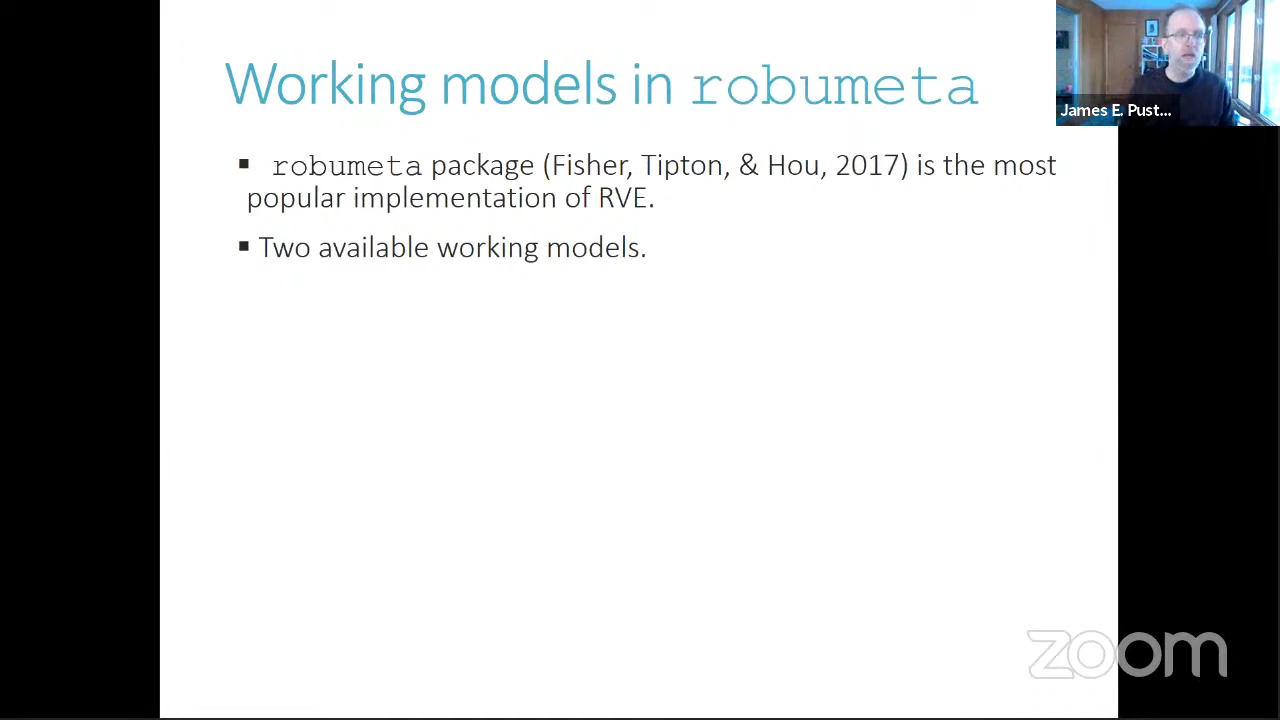 Working models in robumeta
▪ robumeta package (Fisher, Tipton, & Hou, 2017) is the most
popular implementation of RVE.
▪ Two available working models.
James E. Pust...
zoom